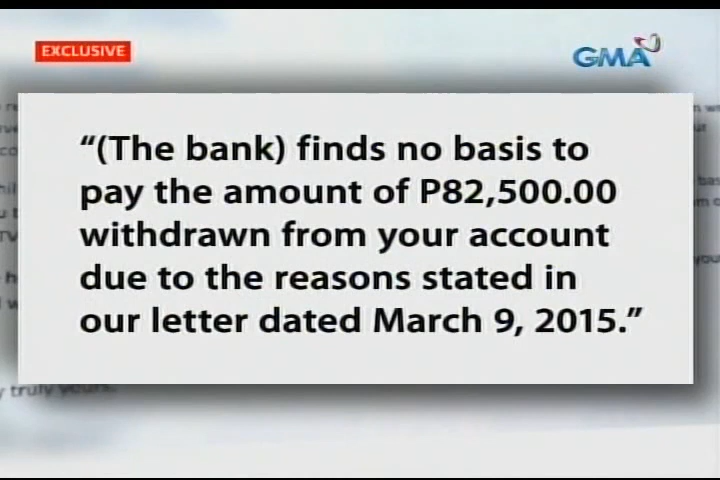 EXCLUSIVE
GMA
“(The bank) finds no basis to
pay the amount of P82,500.00
withdrawn from your account
due to the reasons stated in
our letter dated March 9, 2015.”
truly yours,